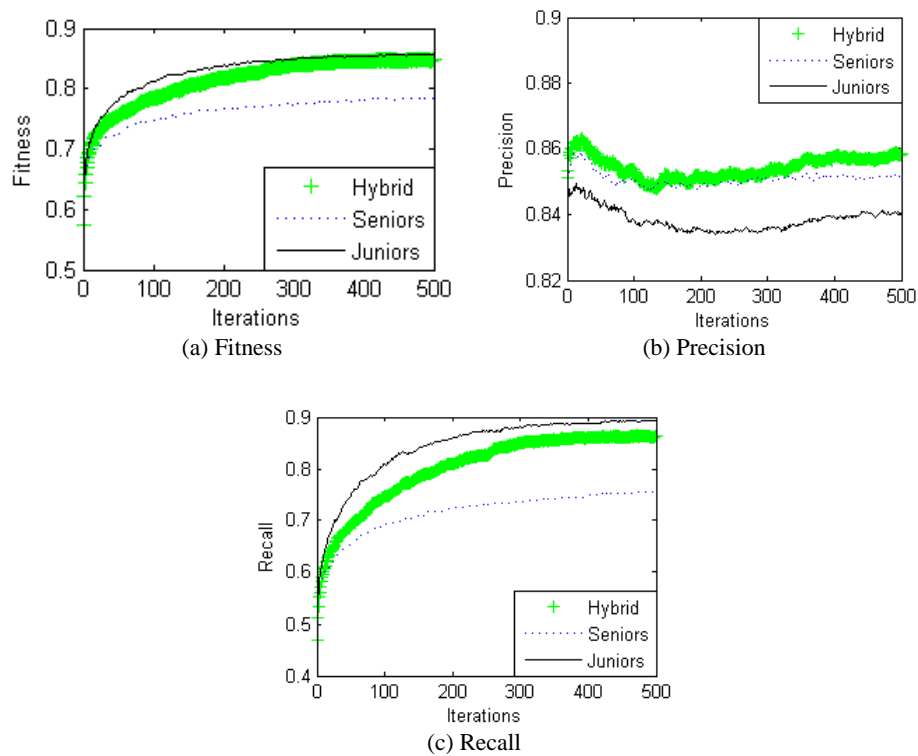 0.9
0.8
0.7
0.6
0.5
Fitness
Hybrid
Seniors
Juniors
0 100 200 300 400 500
Iterations
(a) Fitness
0.9
0.88
0.86
0.84
0.82
Precision
Hybrid
Seniors
Juniors
0 100 200 300 400 500
Iterations
(b) Precision
0.9
0.8
0.7
0.6
0.5
0.4
Recall
Hybrid
Seniors
Juniors
0 100 200 300 400 500
Iterations
(c) Recall